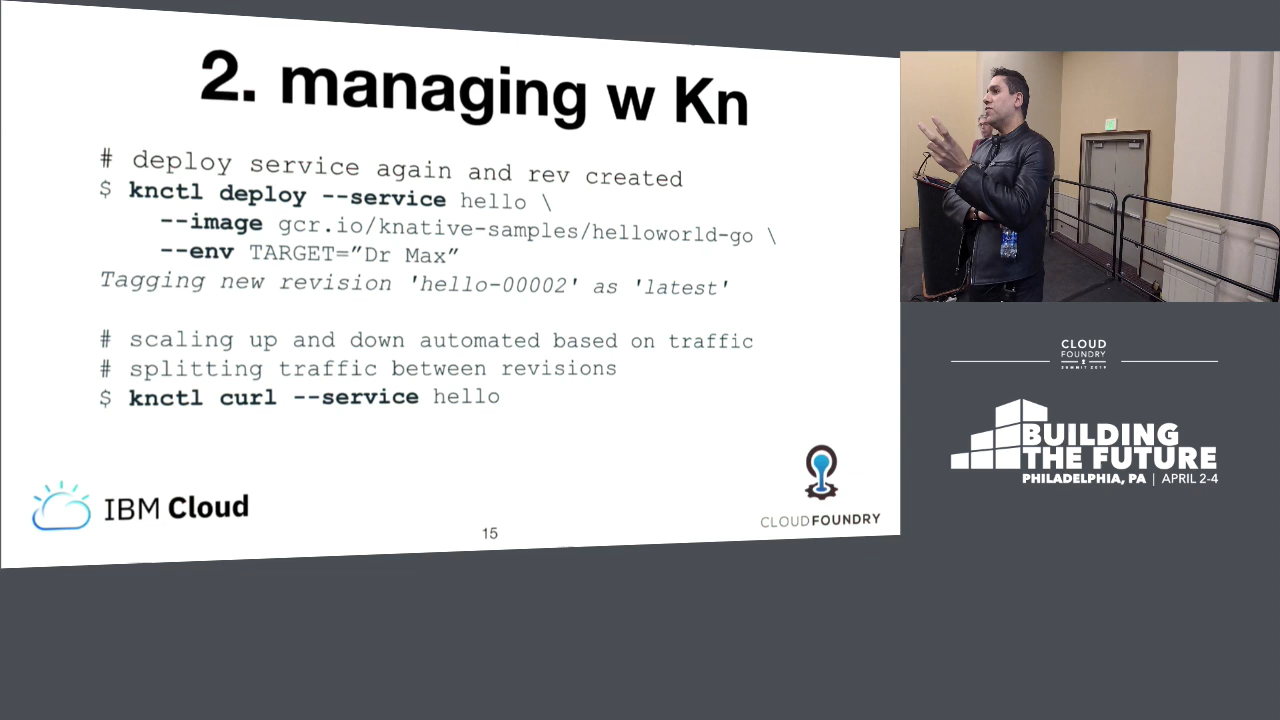 2. managing w Kn
# deploy service again and rev created
$ knctl deploy --service hello \
--image gcr.io/knative-samples/helloworld-go \
--env TARGET=”Dr Max”
Tagging new revision 'hello-00002' as 'latest'
# scaling up and down automated based on traffic
# splitting traffic between revisions
$ knctl curl --service hello
IBM Cloud
15
CLOUDFOUNDRY
CLOUD
FOUNDRY
SUMMIT 2019
BUILDING
THE FUTURE
PHILADELPHIA, PA | APRIL 2-4